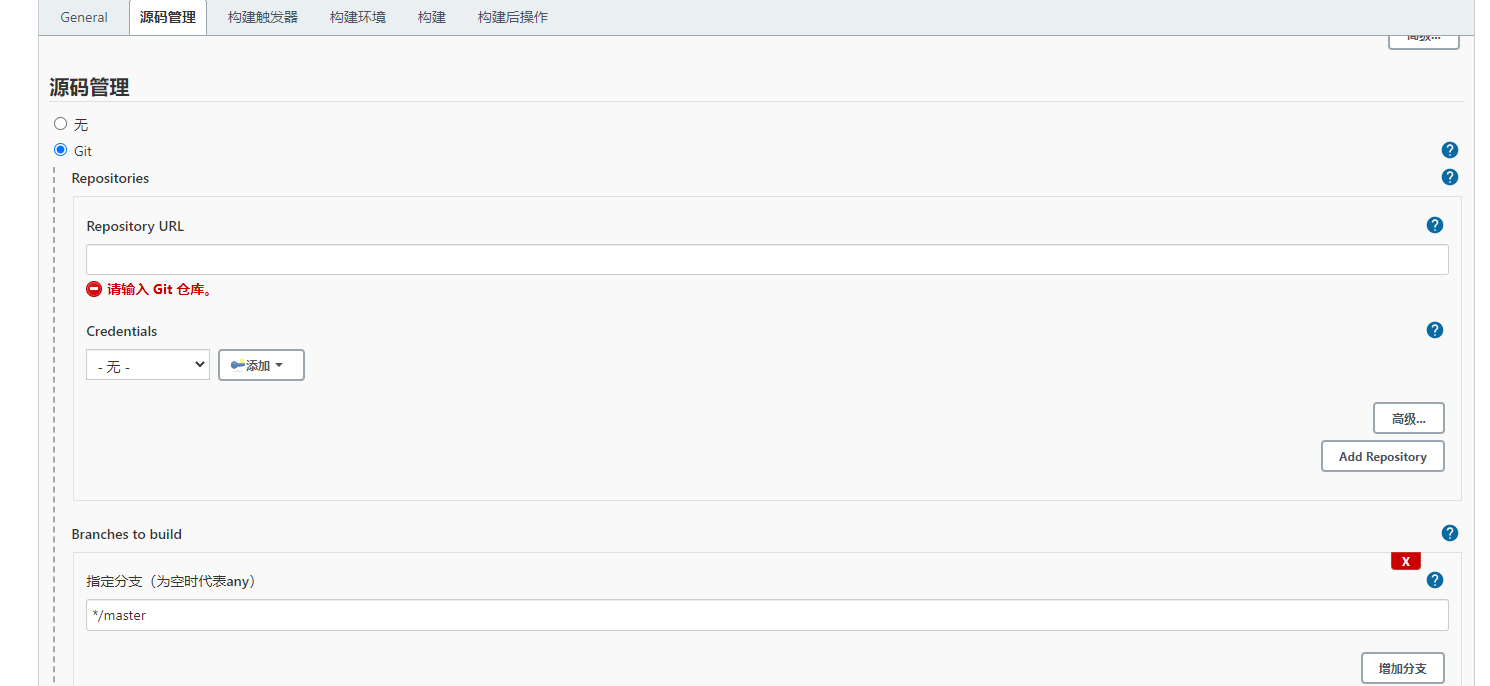 General 源码管理 构建触发器 构建环境 构建 构建后操作
高级...
源码管理
无
Git
Repositories
Repository URL
请输入 Git 仓库。
Credentials
- 无 -
添加
高级...
Add Repository
Branches to build
X
指定分支（为空时代表any）
*/master
增加分支